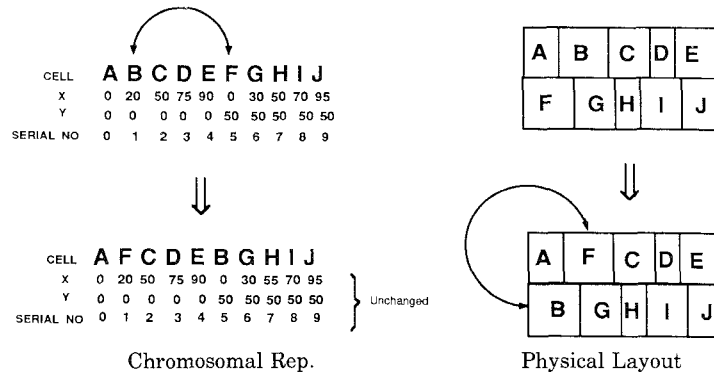 CELL A B C D E F G H I J
X 0 20 50 75 90 0 30 50 70 95
Y 0 0 0 0 0 50 50 50 50 50
SERIAL NO 0 1 2 3 4 5 6 7 8 9
A B C D E
F G H I J
CELL A F C D E B G H I J
X 0 20 50 75 90 0 30 55 70 95
Y 0 0 0 0 0 50 50 50 50 50
SERIAL NO 0 1 2 3 4 5 6 7 8 9
Unchanged
A F C D E
B G H I J
Chromosomal Rep.
Physical Layout